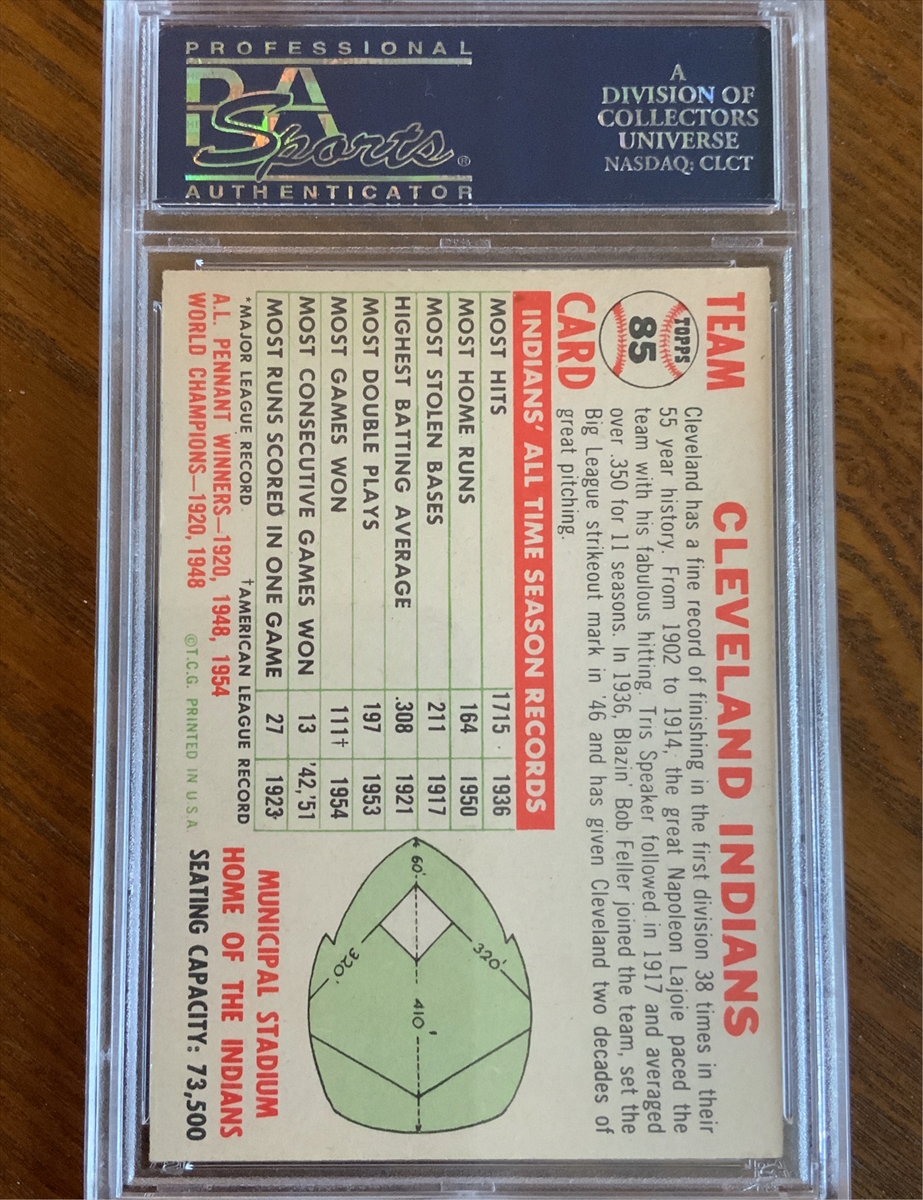 PROFESSIONAL
PSA
Sports®
AUTHENTICATOR
A
DIVISION OF
COLLECTORS
UNIVERSE
NASDAQ: CLCT
TEAM
TOPPS
85
CARD
CLEVELAND INDIANS
Cleveland has a fine record of finishing in the first division 38 times in their
55 year history. From 1902 to 1914, the great Napoleon Lajoie paced the
team with his fabulous hitting. Tris Speaker followed in 1917 and averaged
over .350 for 11 seasons. In 1936, Blazin' Bob Feller joined the team, set the
Big League strikeout mark in '46 and has given Cleveland two decades of
great pitching.
INDIANS' ALL TIME SEASON RECORDS
MOST HITS 1715 1936
MOST HOME RUNS 164 1950
MOST STOLEN BASES 211 1917
HIGHEST BATTING AVERAGE .308 1921
MOST DOUBLE PLAYS 197 1953
MOST GAMES WON 111† 1954
MOST CONSECUTIVE GAMES WON 13 '42,'51
MOST RUNS SCORED IN ONE GAME 27 1923
*MAJOR LEAGUE RECORD †AMERICAN LEAGUE RECORD
A.L. PENNANT WINNERS—1920, 1948, 1954
WORLD CHAMPIONS—1920, 1948
©T.C.G. PRINTED IN U.S.A.
60'
320'
410'
320'
MUNICIPAL STADIUM
HOME OF THE INDIANS
SEATING CAPACITY: 73,500